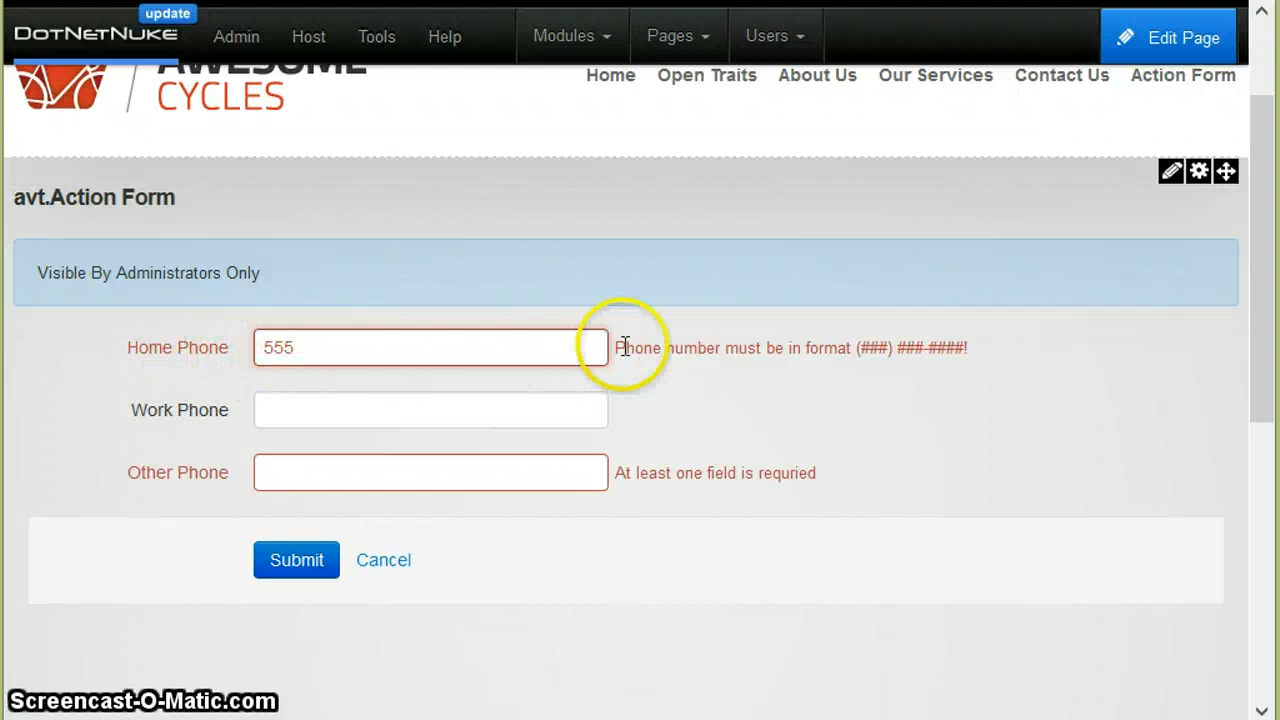 update
DotNetNuke Admin Host Tools Help Modules Pages Users Edit Page
AWESOME
CYCLES
Home Open Traits About Us Our Services Contact Us Action Form
avt.Action Form
Visible By Administrators Only
Home Phone 555 Phone number must be in format (###) ###-####!
Work Phone
Other Phone At least one field is requried
Submit Cancel
Screencast-O-Matic.com